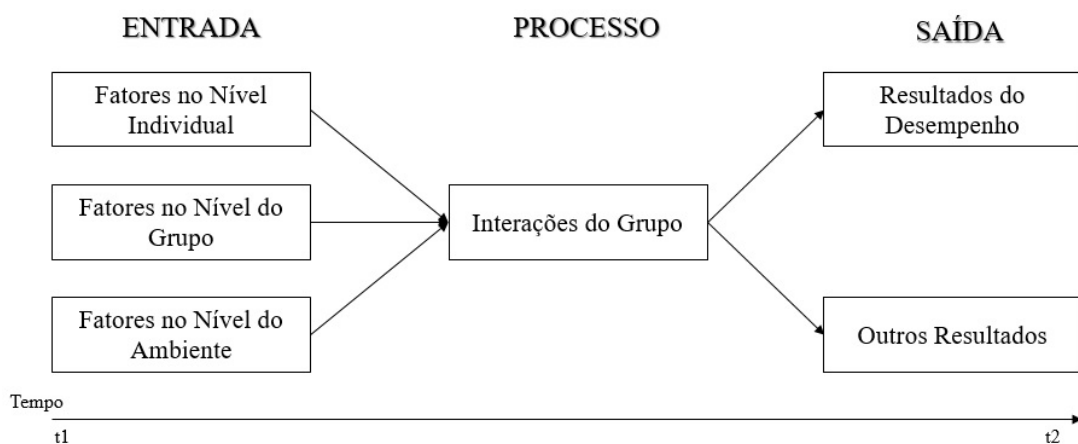 ENTRADA
PROCESSO
SAÍDA
Fatores no Nível
Individual
Resultados do
Desempenho
Fatores no Nível do
Grupo
Interações do Grupo
Fatores no Nível do
Ambiente
Outros Resultados
Tempo
t1
t2